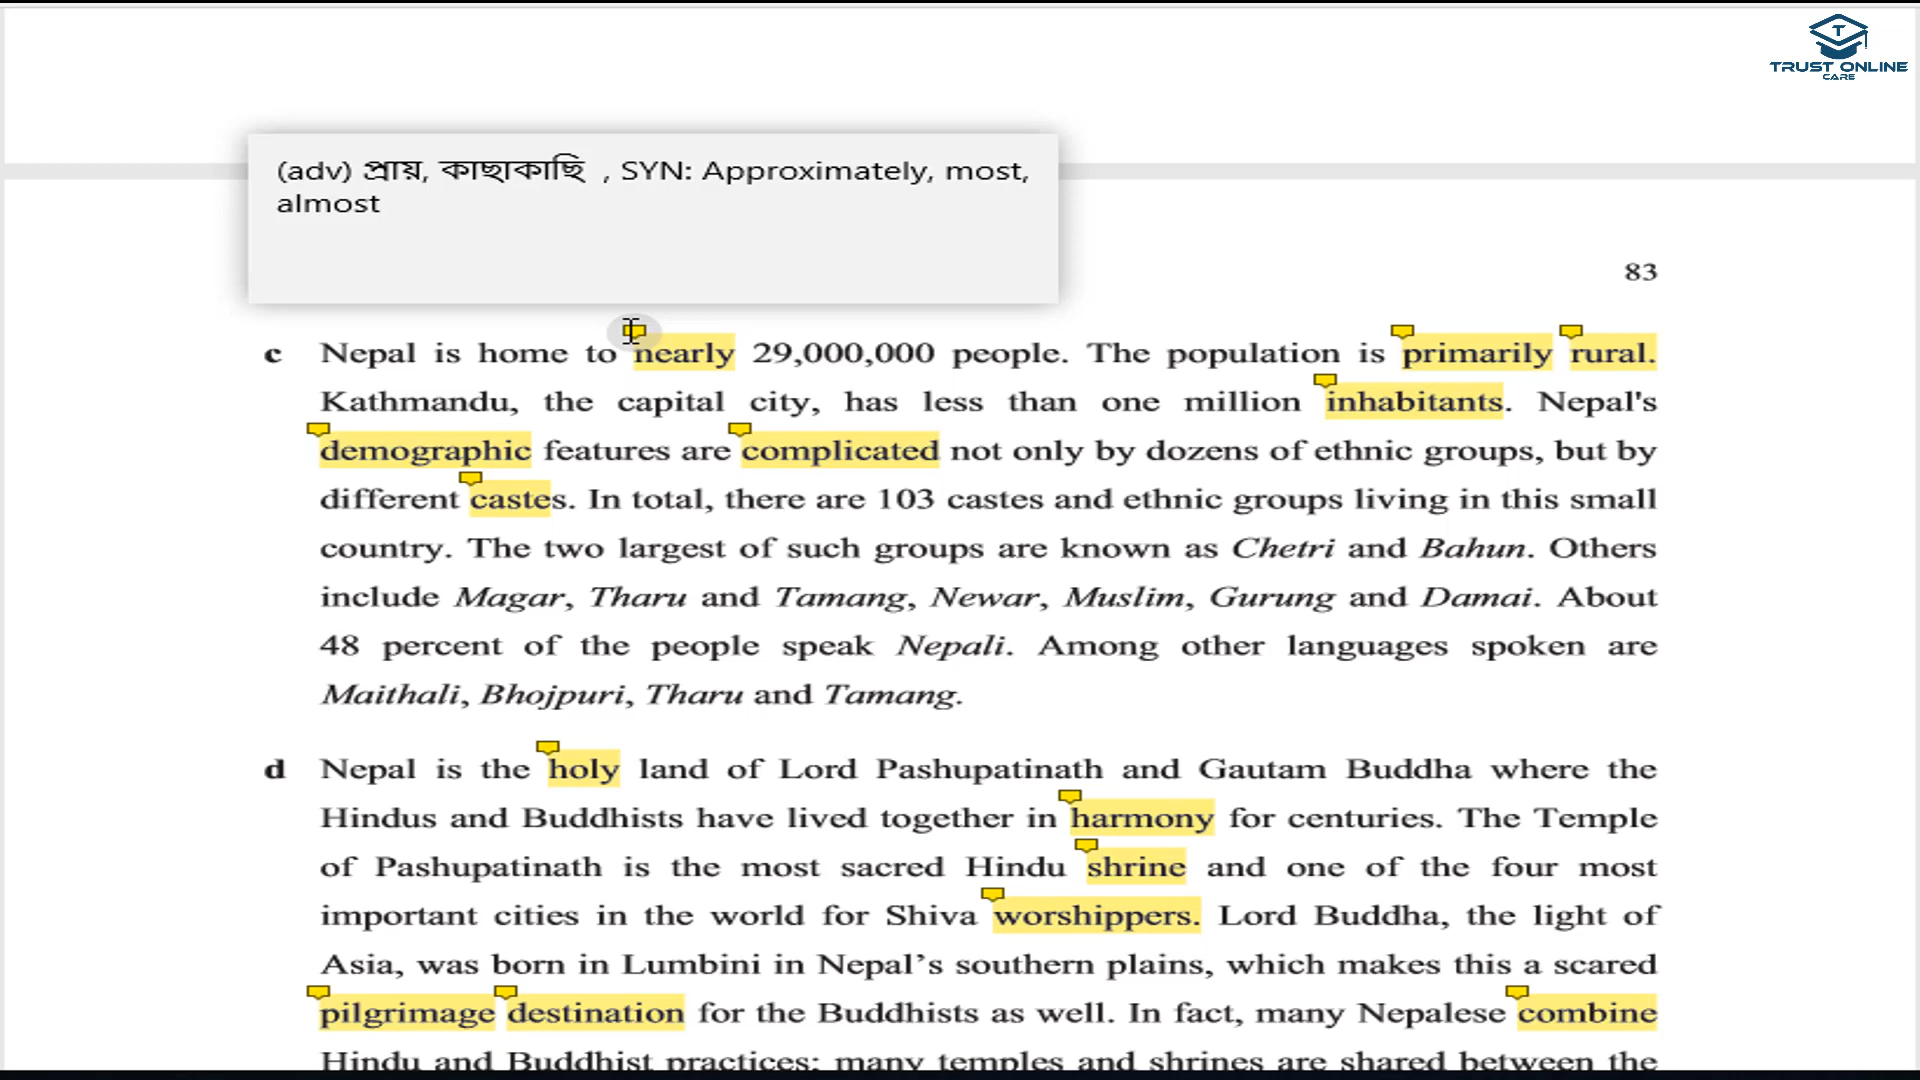 TRUST ONLINE
CARE
(adv) প্রায়, কাছাকাছি , SYN: Approximately, most,
almost
83
c Nepal is home to nearly 29,000,000 people. The population is primarily rural.
Kathmandu, the capital city, has less than one million inhabitants. Nepal's
demographic features are complicated not only by dozens of ethnic groups, but by
different castes. In total, there are 103 castes and ethnic groups living in this small
country. The two largest of such groups are known as Chetri and Bahun. Others
include Magar, Tharu and Tamang, Newar, Muslim, Gurung and Damai. About
48 percent of the people speak Nepali. Among other languages spoken are
Maithali, Bhojpuri, Tharu and Tamang.
d Nepal is the holy land of Lord Pashupatinath and Gautam Buddha where the
Hindus and Buddhists have lived together in harmony for centuries. The Temple
of Pashupatinath is the most sacred Hindu shrine and one of the four most
important cities in the world for Shiva worshippers. Lord Buddha, the light of
Asia, was born in Lumbini in Nepal’s southern plains, which makes this a scared
pilgrimage destination for the Buddhists as well. In fact, many Nepalese combine
Hindu and Buddhist practices; many temples and shrines are shared between the